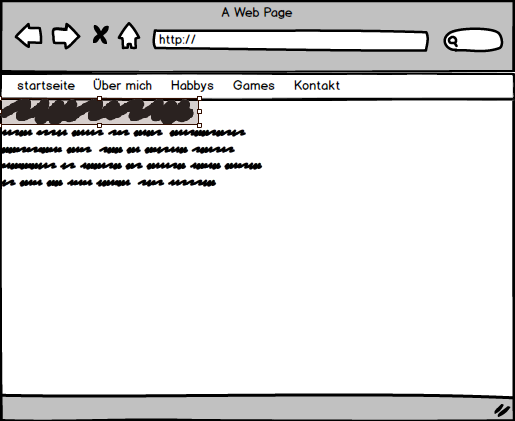 A Web Page
http://
startseite Über mich Habbys Games Kontakt